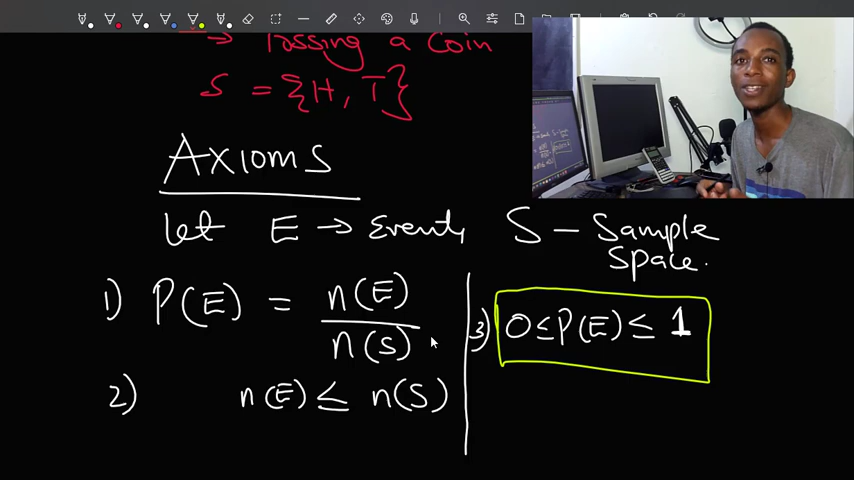 → Tossing a Coin
S = {H, T}
Axioms
Let E → Event, S – Sample Space.
1) P(E) = n(E)/n(S)
2) n(E) ≤ n(S)
3) 0 ≤ P(E) ≤ 1